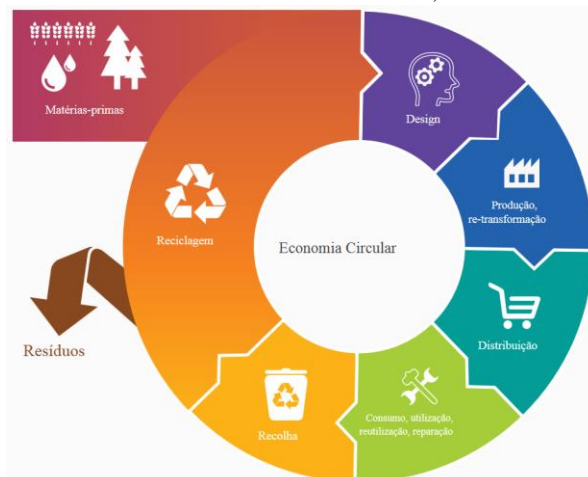 Matérias-primas
Design
Produção,
re-transformação
Reciclagem
Economia Circular
Distribuição
Resíduos
Consumo, utilização,
reutilização, reparação
Recolha